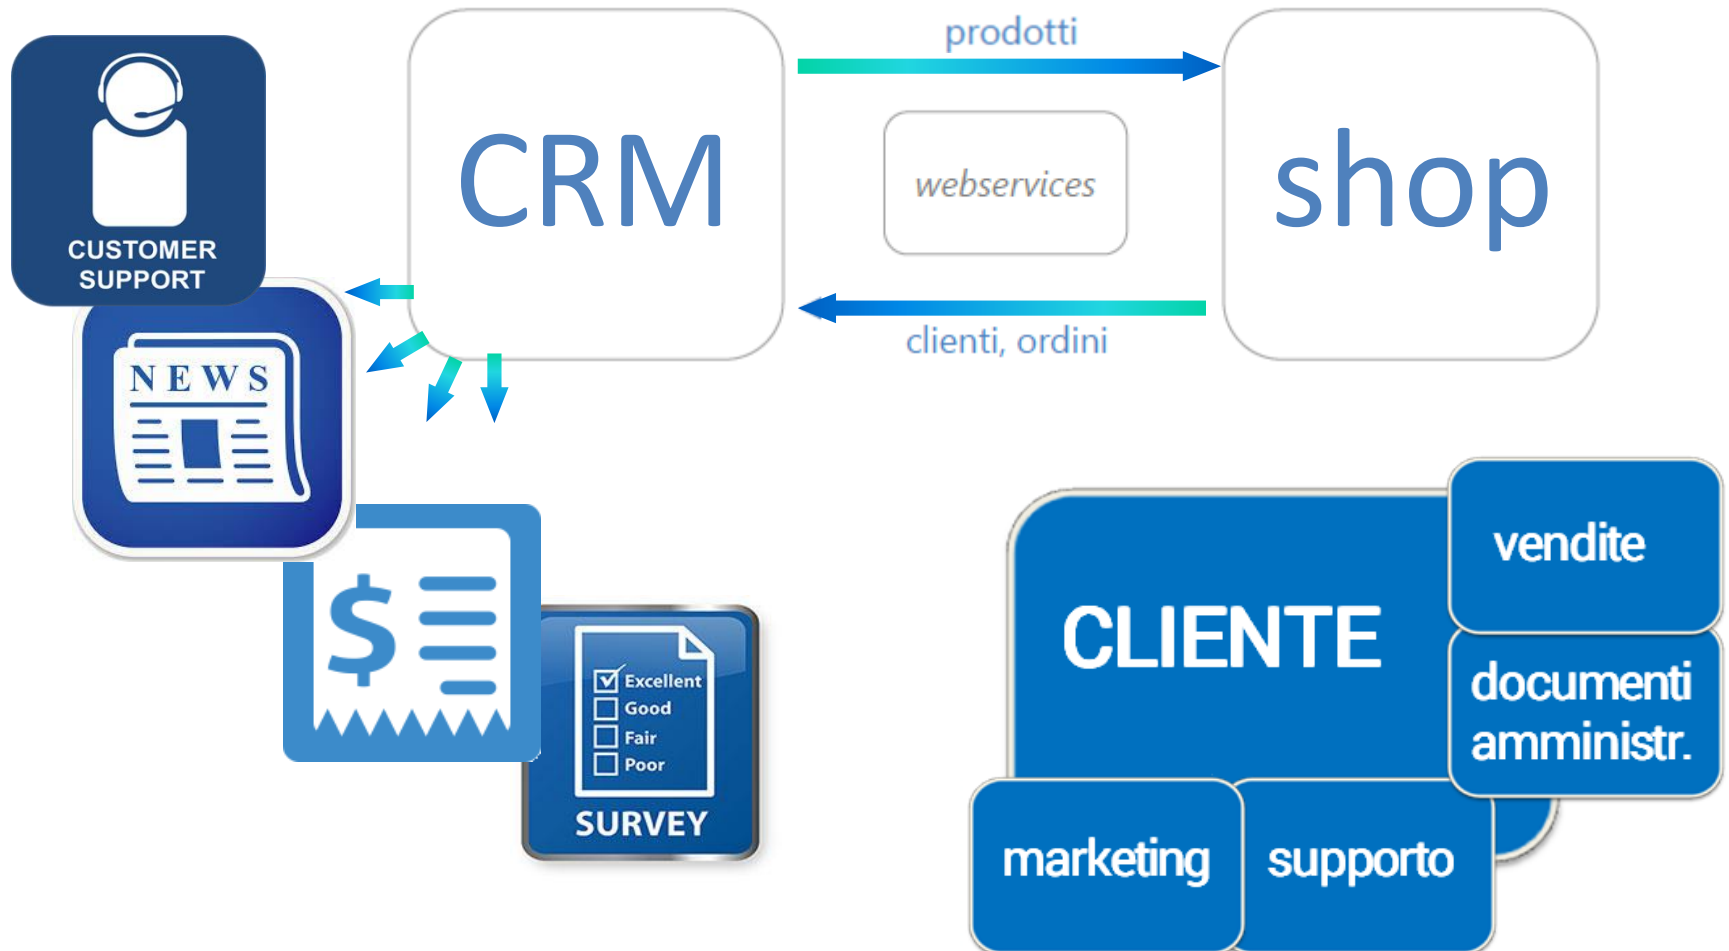 prodotti
CRM
webservices
shop
clienti, ordini
CUSTOMER
SUPPORT
NEWS
$
Excellent
Good
Fair
Poor
SURVEY
CLIENTE
vendite
documenti
amministr.
marketing
supporto